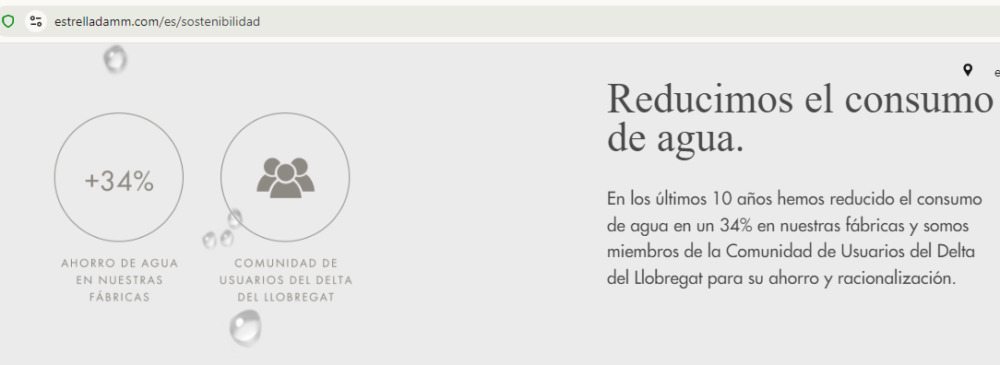 estrelladamm.com/es/sostenibilidad
Reducimos el consumo
de agua.
+34%
AHORRO DE AGUA
EN NUESTRAS
FÁBRICAS
COMUNIDAD DE
USUARIOS DEL DELTA
DEL LLOBREGAT
En los últimos 10 años hemos reducido el consumo
de agua en un 34% en nuestras fábricas y somos
miembros de la Comunidad de Usuarios del Delta
del Llobregat para su ahorro y racionalización.